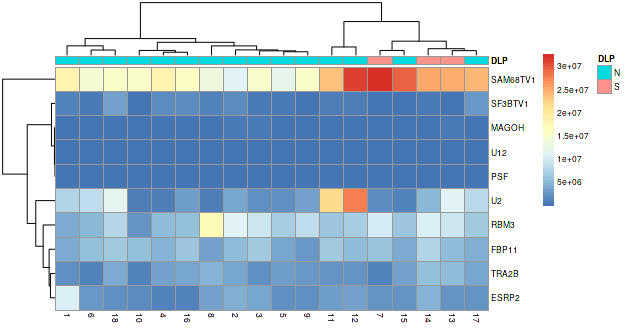 DLP
SAM68TV1
SF3BTV1
MAGOH
U12
PSF
U2
RBM3
FBP11
TRA2B
ESRP2
1 6 18 10 4 16 8 2 3 5 9 11 12 7 15 14 13 17
3e+07
2.5e+07
2e+07
1.5e+07
1e+07
5e+06
DLP
N
S